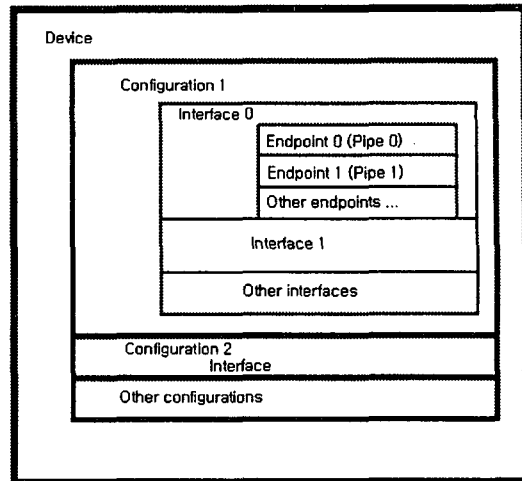 Device
Configuration 1
Interface 0
Endpoint 0 (Pipe 0)
Endpoint 1 (Pipe 1)
Other endpoints ...
Interface 1
Other interfaces
Configuration 2
Interface
Other configurations